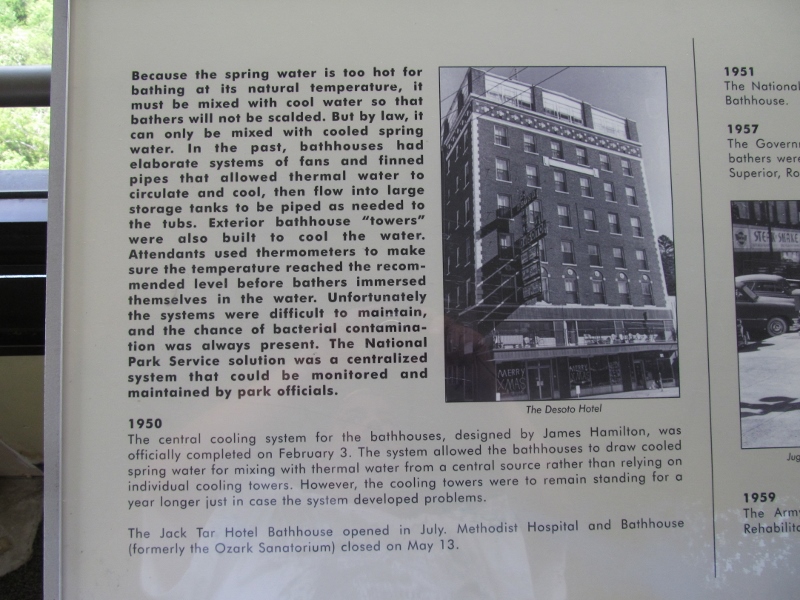 Because the spring water is too hot for
bathing at its natural temperature, it
must be mixed with cool water so that
bathers will not be scalded. But by law, it
can only be mixed with cooled spring
water. In the past, bathhouses had
elaborate systems of fans and finned
pipes that allowed thermal water to
circulate and cool, then flow into large
storage tanks to be piped as needed to
the tubs. Exterior bathhouse “towers”
were also built to cool the water.
Attendants used thermometers to make
sure the temperature reached the recom-
mended level before bathers immersed
themselves in the water. Unfortunately
the systems were difficult to maintain,
and the chance of bacterial contamina-
tion was always present. The National
Park Service solution was a centralized
system that could be monitored and
maintained by park officials.
MERRY
XMAS
The Desoto Hotel
1950
The central cooling system for the bathhouses, designed by James Hamilton, was
officially completed on February 3. The system allowed the bathhouses to draw cooled
spring water for mixing with thermal water from a central source rather than relying on
individual cooling towers. However, the cooling towers were to remain standing for a
year longer just in case the system developed problems.
The Jack Tar Hotel Bathhouse opened in July. Methodist Hospital and Bathhouse
(formerly the Ozark Sanatorium) closed on May 13.
1951
The National
Bathhouse.
1957
The Govern
bathers were
Superior, Ro
Jug
1959
The Army
Rehabilita